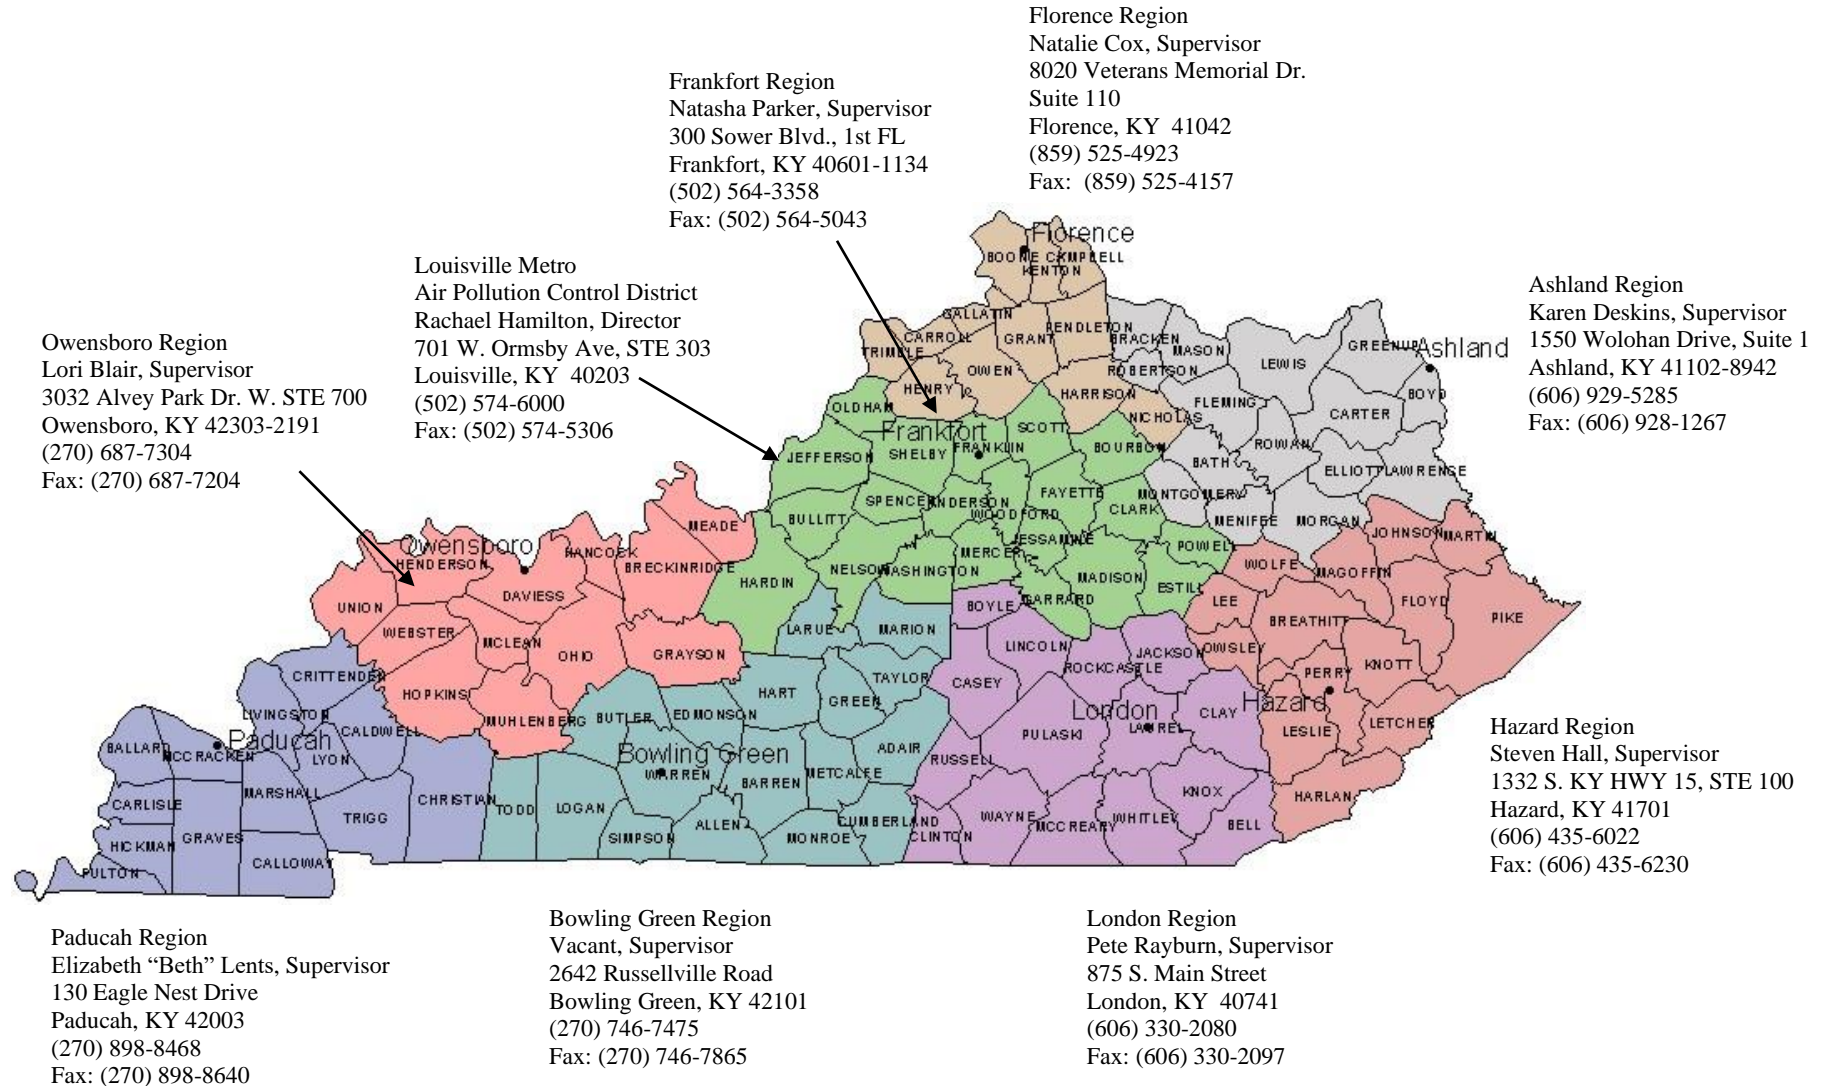 Florence Region
Natalie Cox, Supervisor
8020 Veterans Memorial Dr.
Suite 110
Florence, KY  41042
(859) 525-4923
Fax:  (859) 525-4157
Frankfort Region
Natasha Parker, Supervisor
300 Sower Blvd., 1st FL
Frankfort, KY 40601-1134
(502) 564-3358
Fax: (502) 564-5043
Louisville Metro
Air Pollution Control District
Rachael Hamilton, Director
701 W. Ormsby Ave, STE 303
Louisville, KY  40203
(502) 574-6000
Fax: (502) 574-5306
Owensboro Region
Lori Blair, Supervisor
3032 Alvey Park Dr. W. STE 700
Owensboro, KY 42303-2191
(270) 687-7304
Fax: (270) 687-7204
Ashland Region
Karen Deskins, Supervisor
1550 Wolohan Drive, Suite 1
Ashland, KY 41102-8942
(606) 929-5285
Fax: (606) 928-1267
Florence
BOONE
CAMPBELL
KENTON
GALLATIN
CARROLL
GRANT
PENDLETON
TRIMBLE
OWEN
HENRY
HARRISON
NICHOLAS
BRACKEN
MASON
ROBERTSON
LEWIS
GREENUP
Ashland
BOYD
FLEMING
CARTER
ROWAN
BATH
ELLIOTT
LAWRENCE
MONTGOMERY
MENIFEE
MORGAN
OLDHAM
Frankfort
SCOTT
JEFFERSON
SHELBY
FRANKLIN
BOURBON
SPENCER
ANDERSON
WOODFORD
FAYETTE
CLARK
BULLITT
MERCER
JESSAMINE
POWELL
HARDIN
NELSON
WASHINGTON
MADISON
ESTILL
GARRARD
MEADE
Owensboro
HENDERSON
HANCOCK
BRECKINRIDGE
UNION
DAVIESS
WEBSTER
MCLEAN
OHIO
GRAYSON
HOPKINS
MUHLENBERG
JOHNSON
MARTIN
WOLFE
MAGOFFIN
LEE
FLOYD
BREATHITT
PIKE
OWSLEY
PERRY
KNOTT
Hazard
LESLIE
LETCHER
HARLAN
BOYLE
LINCOLN
ROCKCASTLE
JACKSON
CASEY
London
LAUREL
CLAY
PULASKI
RUSSELL
KNOX
WAYNE
MCCREARY
WHITLEY
BELL
CLINTON
LARUE
MARION
TAYLOR
HART
GREEN
BUTLER
EDMONSON
Bowling Green
WARREN
BARREN
METCALFE
ADAIR
TODD
LOGAN
SIMPSON
ALLEN
MONROE
CUMBERLAND
CRITTENDEN
LIVINGSTON
CALDWELL
BALLARD
MCCRACKEN
Paducah
LYON
CARLISLE
MARSHALL
CHRISTIAN
TRIGG
HICKMAN
GRAVES
CALLOWAY
FULTON
Hazard Region
Steven Hall, Supervisor
1332 S. KY HWY 15, STE 100
Hazard, KY 41701
(606) 435-6022
Fax: (606) 435-6230
Paducah Region
Elizabeth “Beth” Lents, Supervisor
130 Eagle Nest Drive
Paducah, KY 42003
(270) 898-8468
Fax: (270) 898-8640
Bowling Green Region
Vacant, Supervisor
2642 Russellville Road
Bowling Green, KY 42101
(270) 746-7475
Fax: (270) 746-7865
London Region
Pete Rayburn, Supervisor
875 S. Main Street
London, KY  40741
(606) 330-2080
Fax: (606) 330-2097